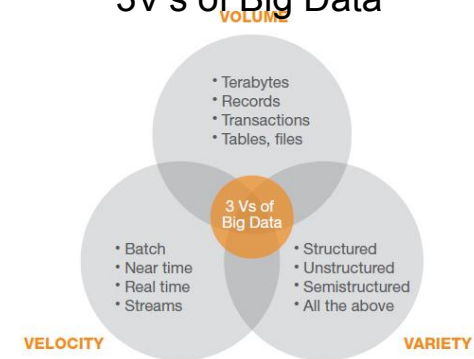 3V's of Big Data
VOLUME
• Terabytes
• Records
• Transactions
• Tables, files
3 Vs of
Big Data
• Batch
• Near time
• Real time
• Streams
• Structured
• Unstructured
• Semistructured
• All the above
VELOCITY
VARIETY